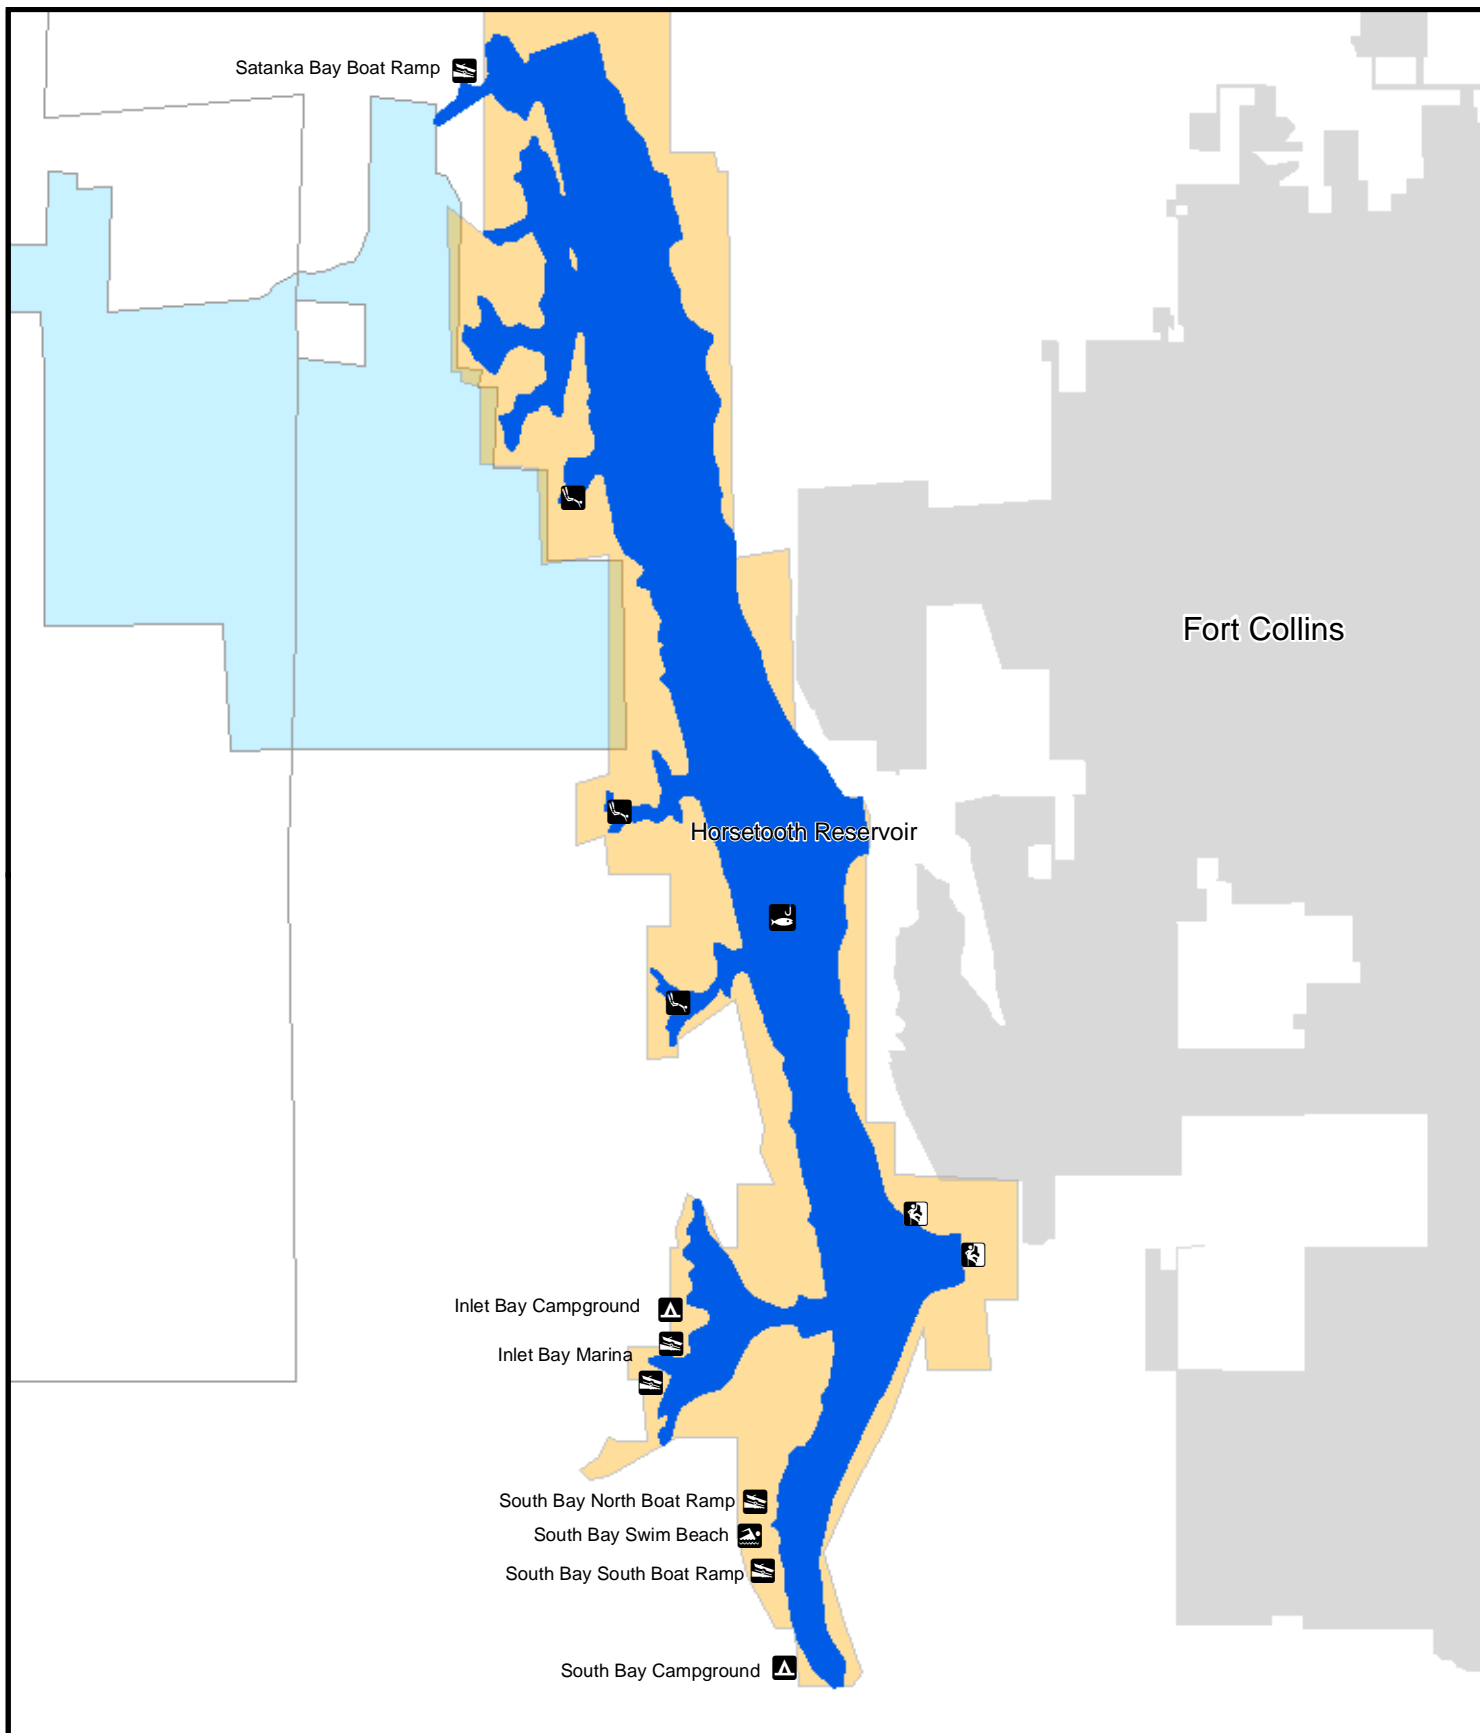 Satanka Bay Boat Ramp
Fort Collins
Horsetooth Reservoir
Inlet Bay Campground
Inlet Bay Marina
South Bay North Boat Ramp
South Bay Swim Beach
South Bay South Boat Ramp
South Bay Campground